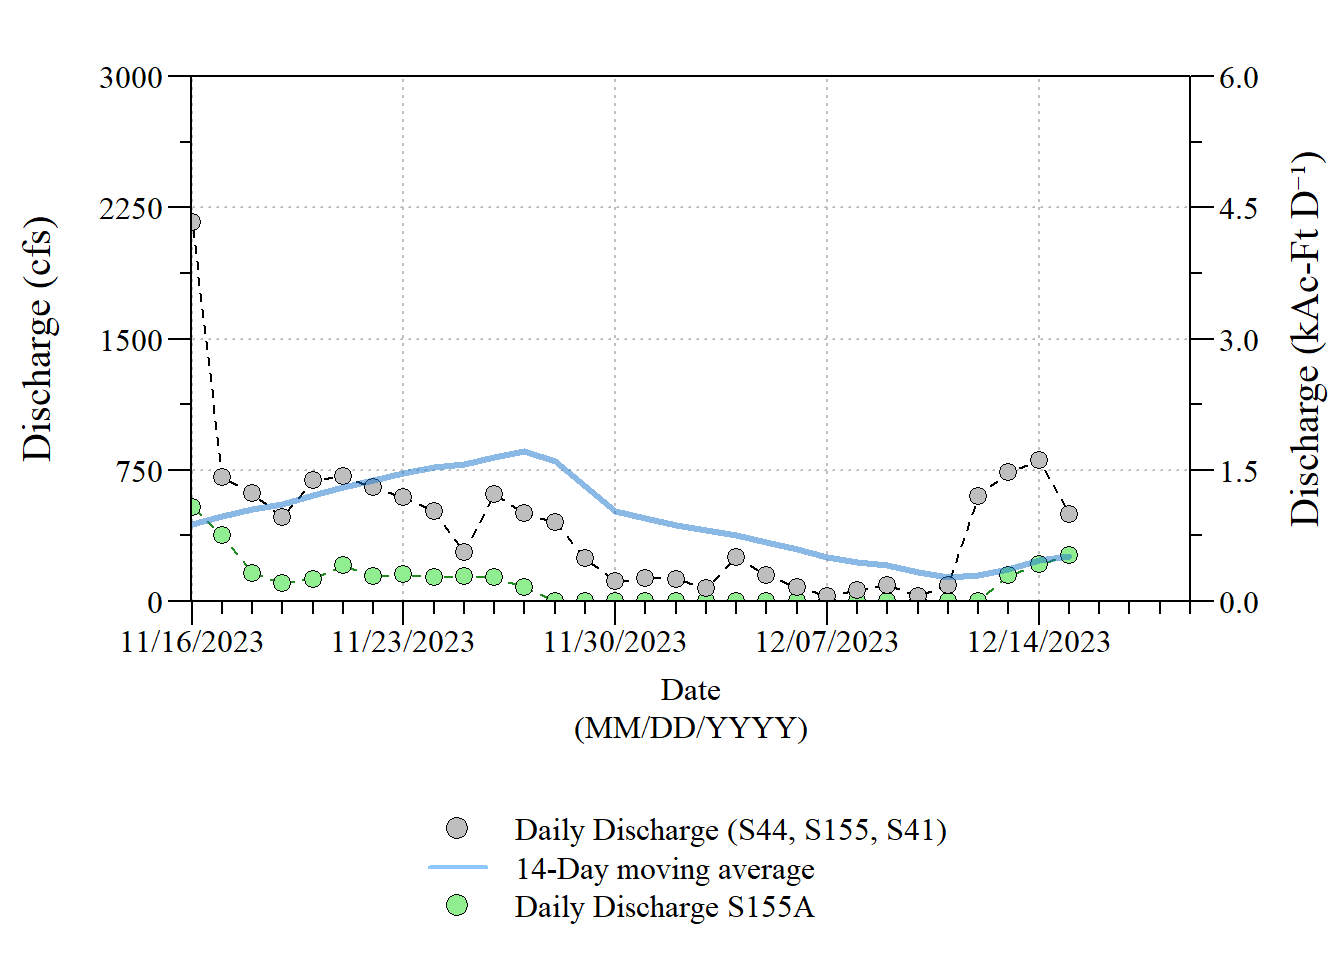 3000
2250
1500
750
0
6.0
4.5
3.0
1.5
0.0
Discharge (cfs)
Discharge (kAc-Ft D⁻¹)
11/16/2023 11/23/2023 11/30/2023 12/07/2023 12/14/2023
Date
(MM/DD/YYYY)
Daily Discharge (S44, S155, S41)
14-Day moving average
Daily Discharge S155A